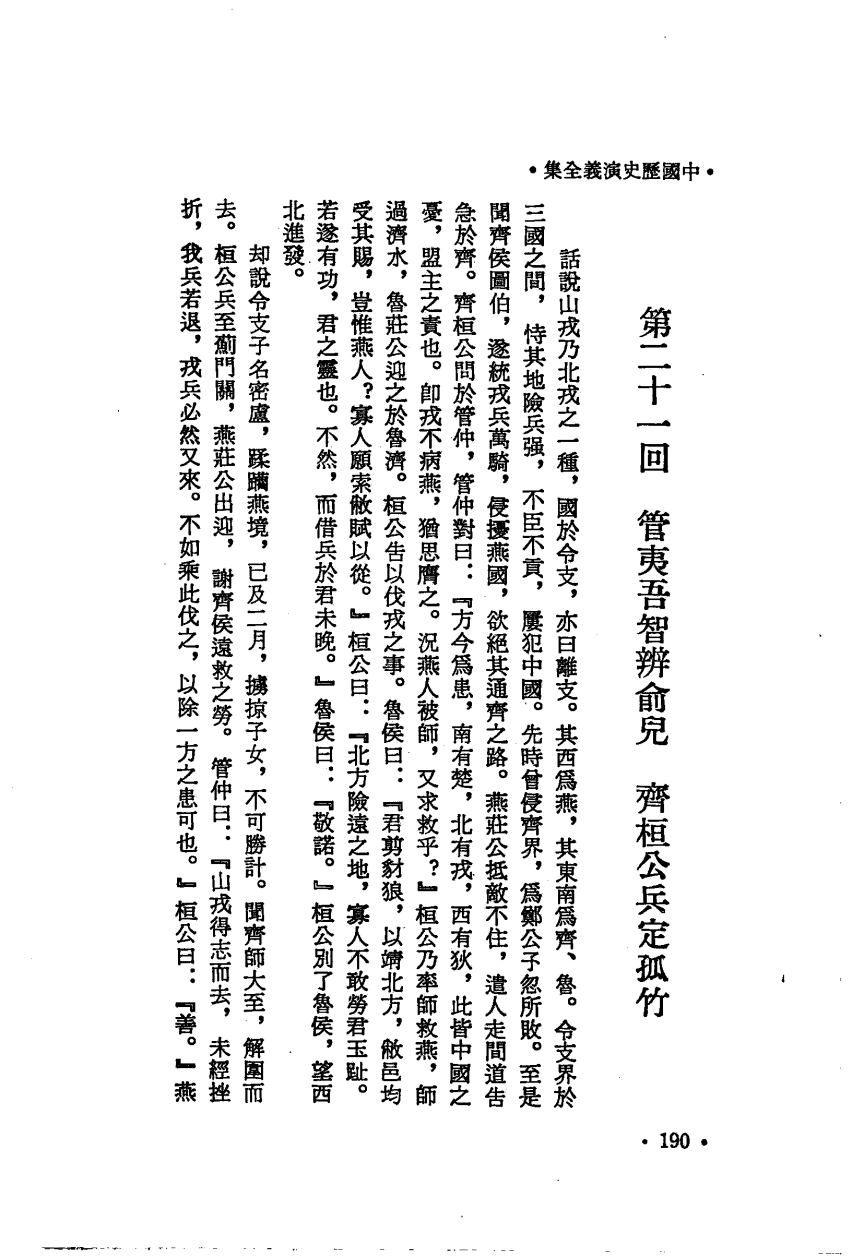 •中國歷史演義全集•
第二十一回　管夷吾智辨俞兒　齊桓公兵定孤竹
話說山戎乃北戎之一種，國於令支，亦曰離支。其西爲燕，其東南爲齊、魯。令支界於
三國之間，恃其地險兵强，不臣不貢，屢犯中國。先時曾侵齊界，爲鄭公子忽所敗。至是
聞齊侯圖伯，遂統戎兵萬騎，侵擾燕國，欲絕其通齊之路。燕莊公抵敵不住，遣人走間道告
急於齊。齊桓公問於管仲，管仲對曰：『方今爲患，南有楚，北有戎，西有狄，此皆中國之
憂，盟主之責也。卽戎不病燕，猶思膺之。況燕人被師，又求救乎？』桓公乃率師救燕，師
過濟水，魯莊公迎之於魯濟。桓公告以伐戎之事。魯侯曰：『君剪豺狼，以靖北方，敝邑均
受其賜，豈惟燕人？寡人願索敝賦以從。』桓公曰：『北方險遠之地，寡人不敢勞君玉趾。
若遂有功，君之靈也。不然，而借兵於君未晚。』魯侯曰：『敬諾。』桓公別了魯侯，望西
北進發。
却說令支子名密盧，蹂躪燕境，已及二月，擄掠子女，不可勝計。聞齊師大至，解圍而
去。桓公兵至薊門關，燕莊公出迎，謝齊侯遠救之勞。管仲曰：『山戎得志而去，未經挫
折，我兵若退，戎兵必然又來。不如乘此伐之，以除一方之患可也。』桓公曰：『善。』燕
•190•